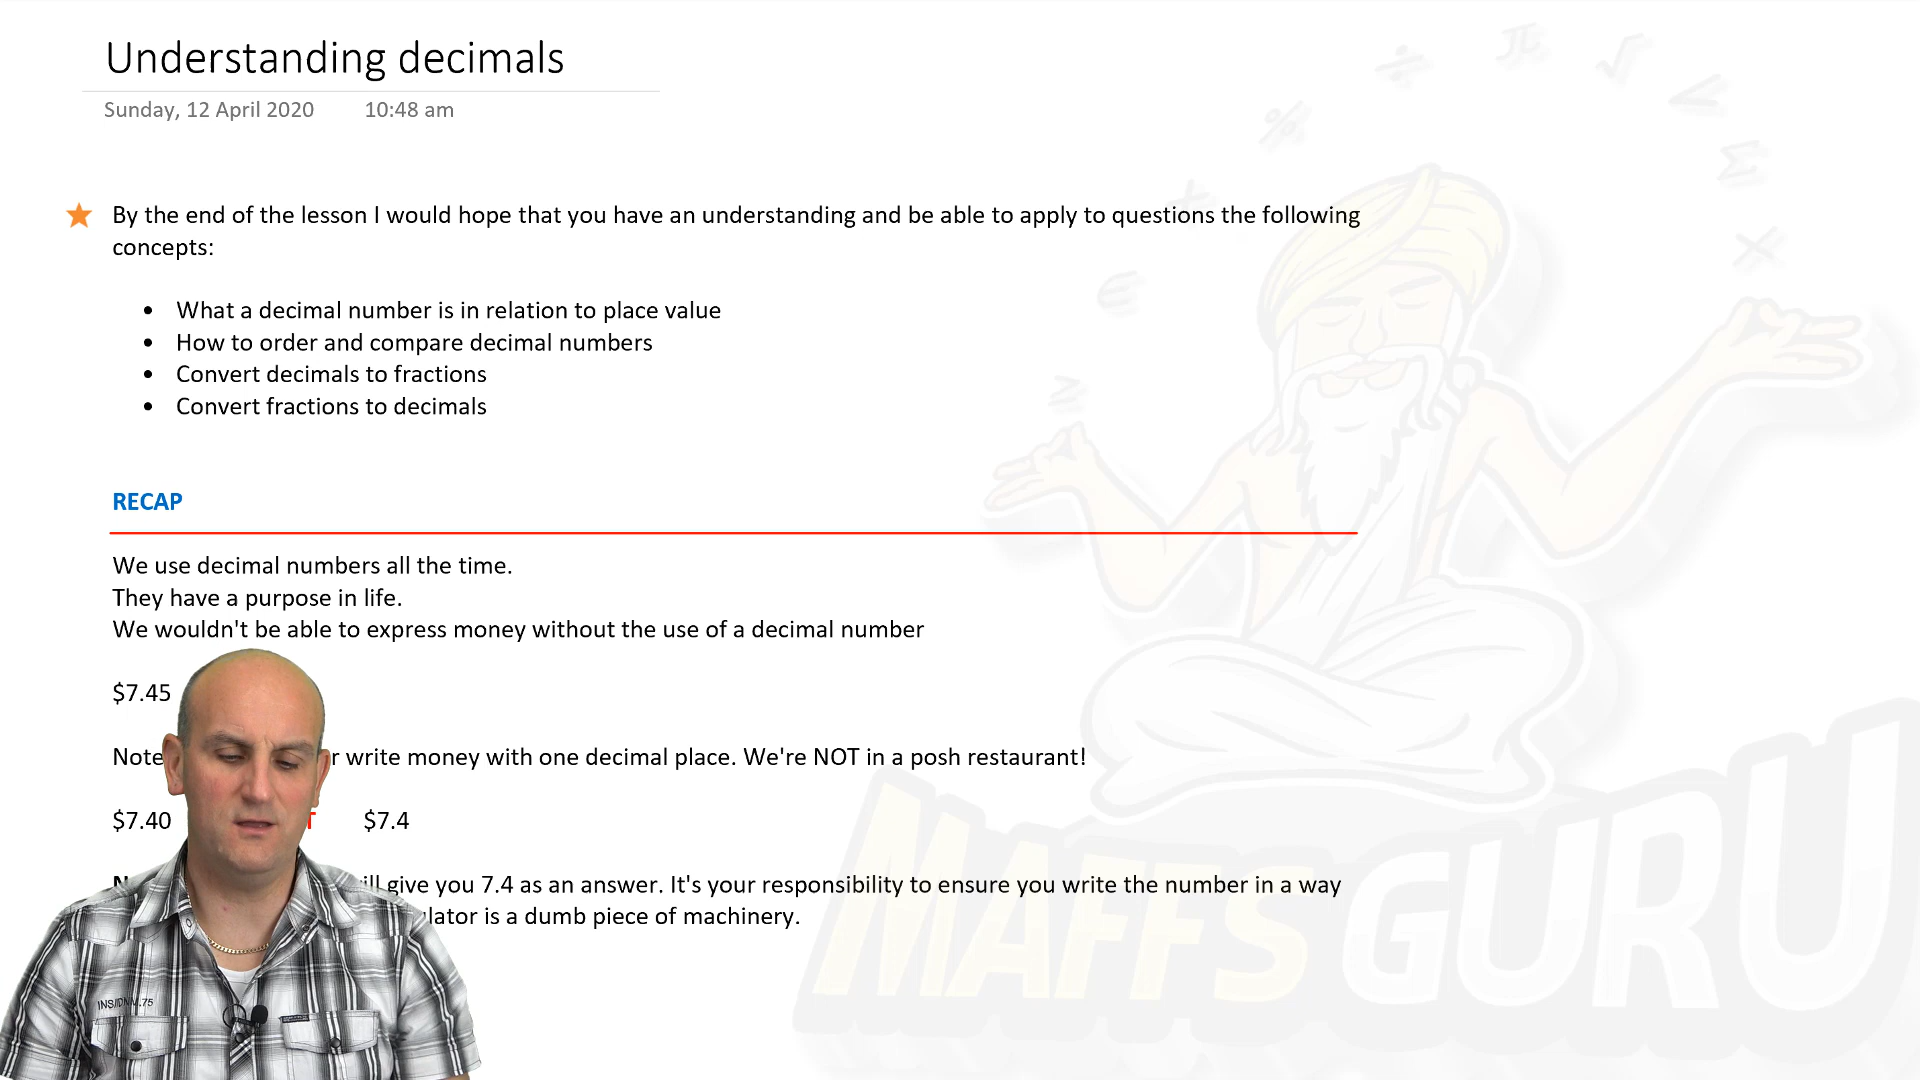 Understanding decimals
Sunday, 12 April 2020 10:48 am
By the end of the lesson I would hope that you have an understanding and be able to apply to questions the following
concepts:
• What a decimal number is in relation to place value
• How to order and compare decimal numbers
• Convert decimals to fractions
• Convert fractions to decimals
RECAP
We use decimal numbers all the time.
They have a purpose in life.
We wouldn't be able to express money without the use of a decimal number
$7.45
Note write money with one decimal place. We're NOT in a posh restaurant!
$7.40 $7.4
give you 7.4 as an answer. It's your responsibility to ensure you write the number in a way
is a dumb piece of machinery.
MAFFS GURU